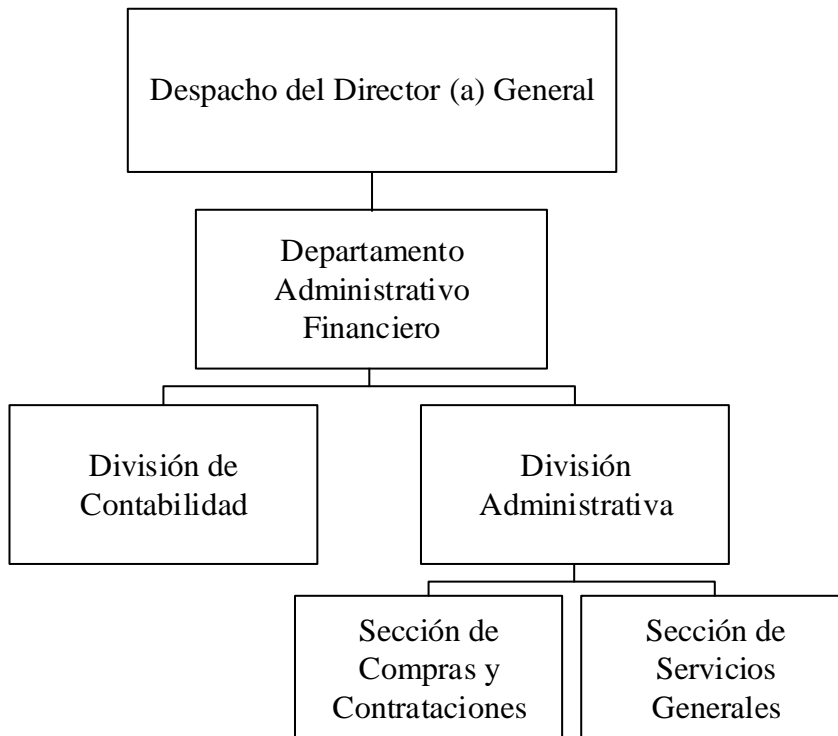 Despacho del Director (a) General
Departamento
Administrativo
Financiero
División de
Contabilidad
División
Administrativa
Sección de
Compras y
Contrataciones
Sección de
Servicios
Generales